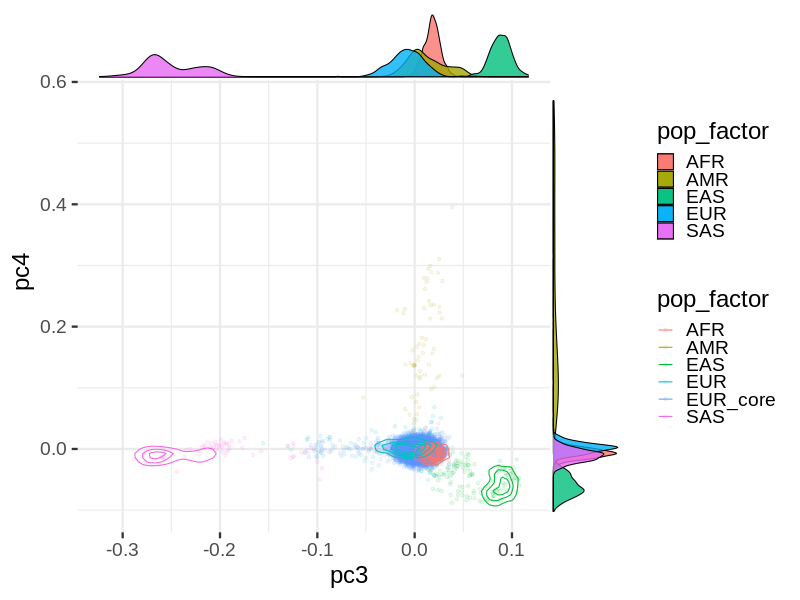 0.6
0.4
0.2
0.0
pc4
-0.3
-0.2
-0.1
0.0
0.1
pc3
pop_factor
AFR
AMR
EAS
EUR
SAS
pop_factor
AFR
AMR
EAS
EUR
EUR_core
SAS